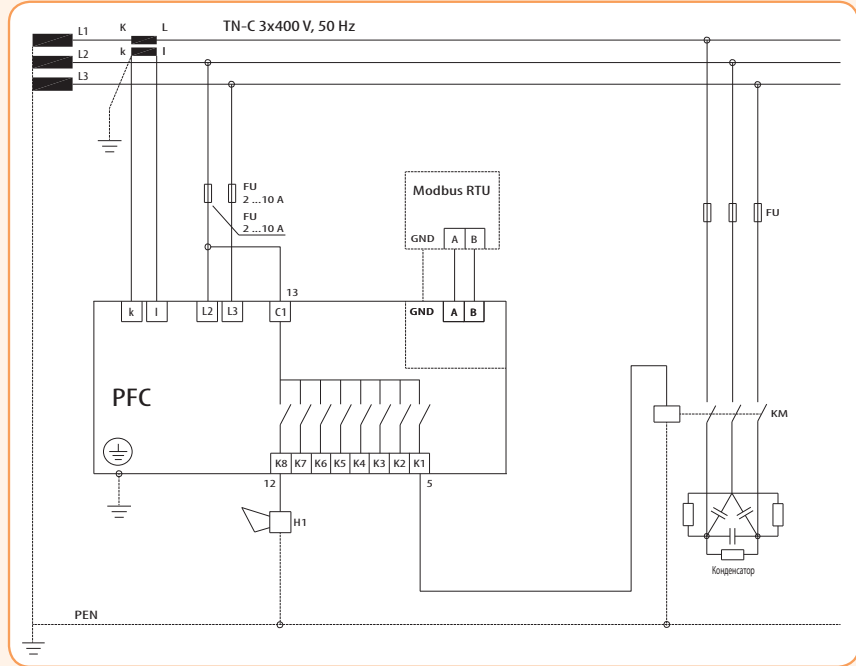 L1 K L TN-C 3x400 V, 50 Hz
L2 k l
L3
FU
2 ...10 A
FU
2 ...10 A
Modbus RTU
GND A B
FU
13
k l L2 L3 C1 GND A B
PFC
KM
K8 K7 K6 K5 K4 K3 K2 K1
12 5
H1
Конденсатор
PEN